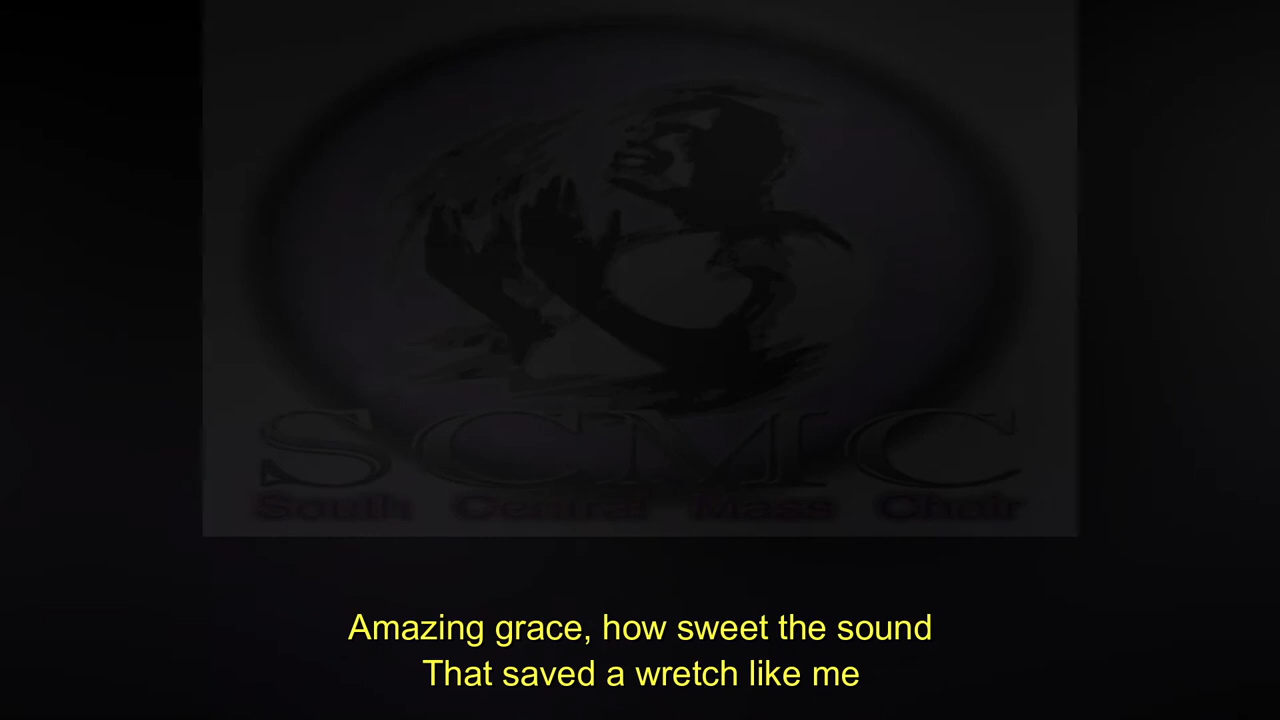 SCMC
South Central Mass Choir
Amazing grace, how sweet the sound
That saved a wretch like me